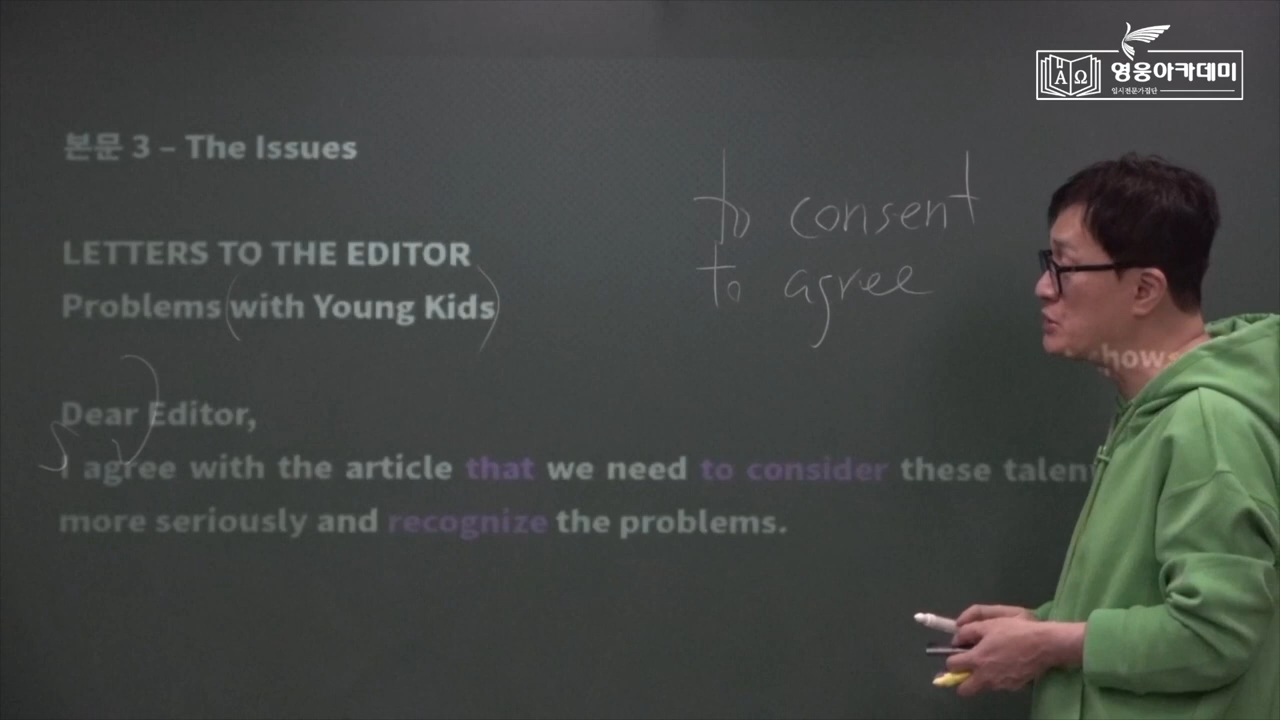 영웅아카데미
입시전문가집단
본문 3 – The Issues
to consent
to agree
LETTERS TO THE EDITOR
Problems (with Young Kids)
Dear Editor,
S V
I agree with the article that we need to consider these talent shows
more seriously and recognize the problems.